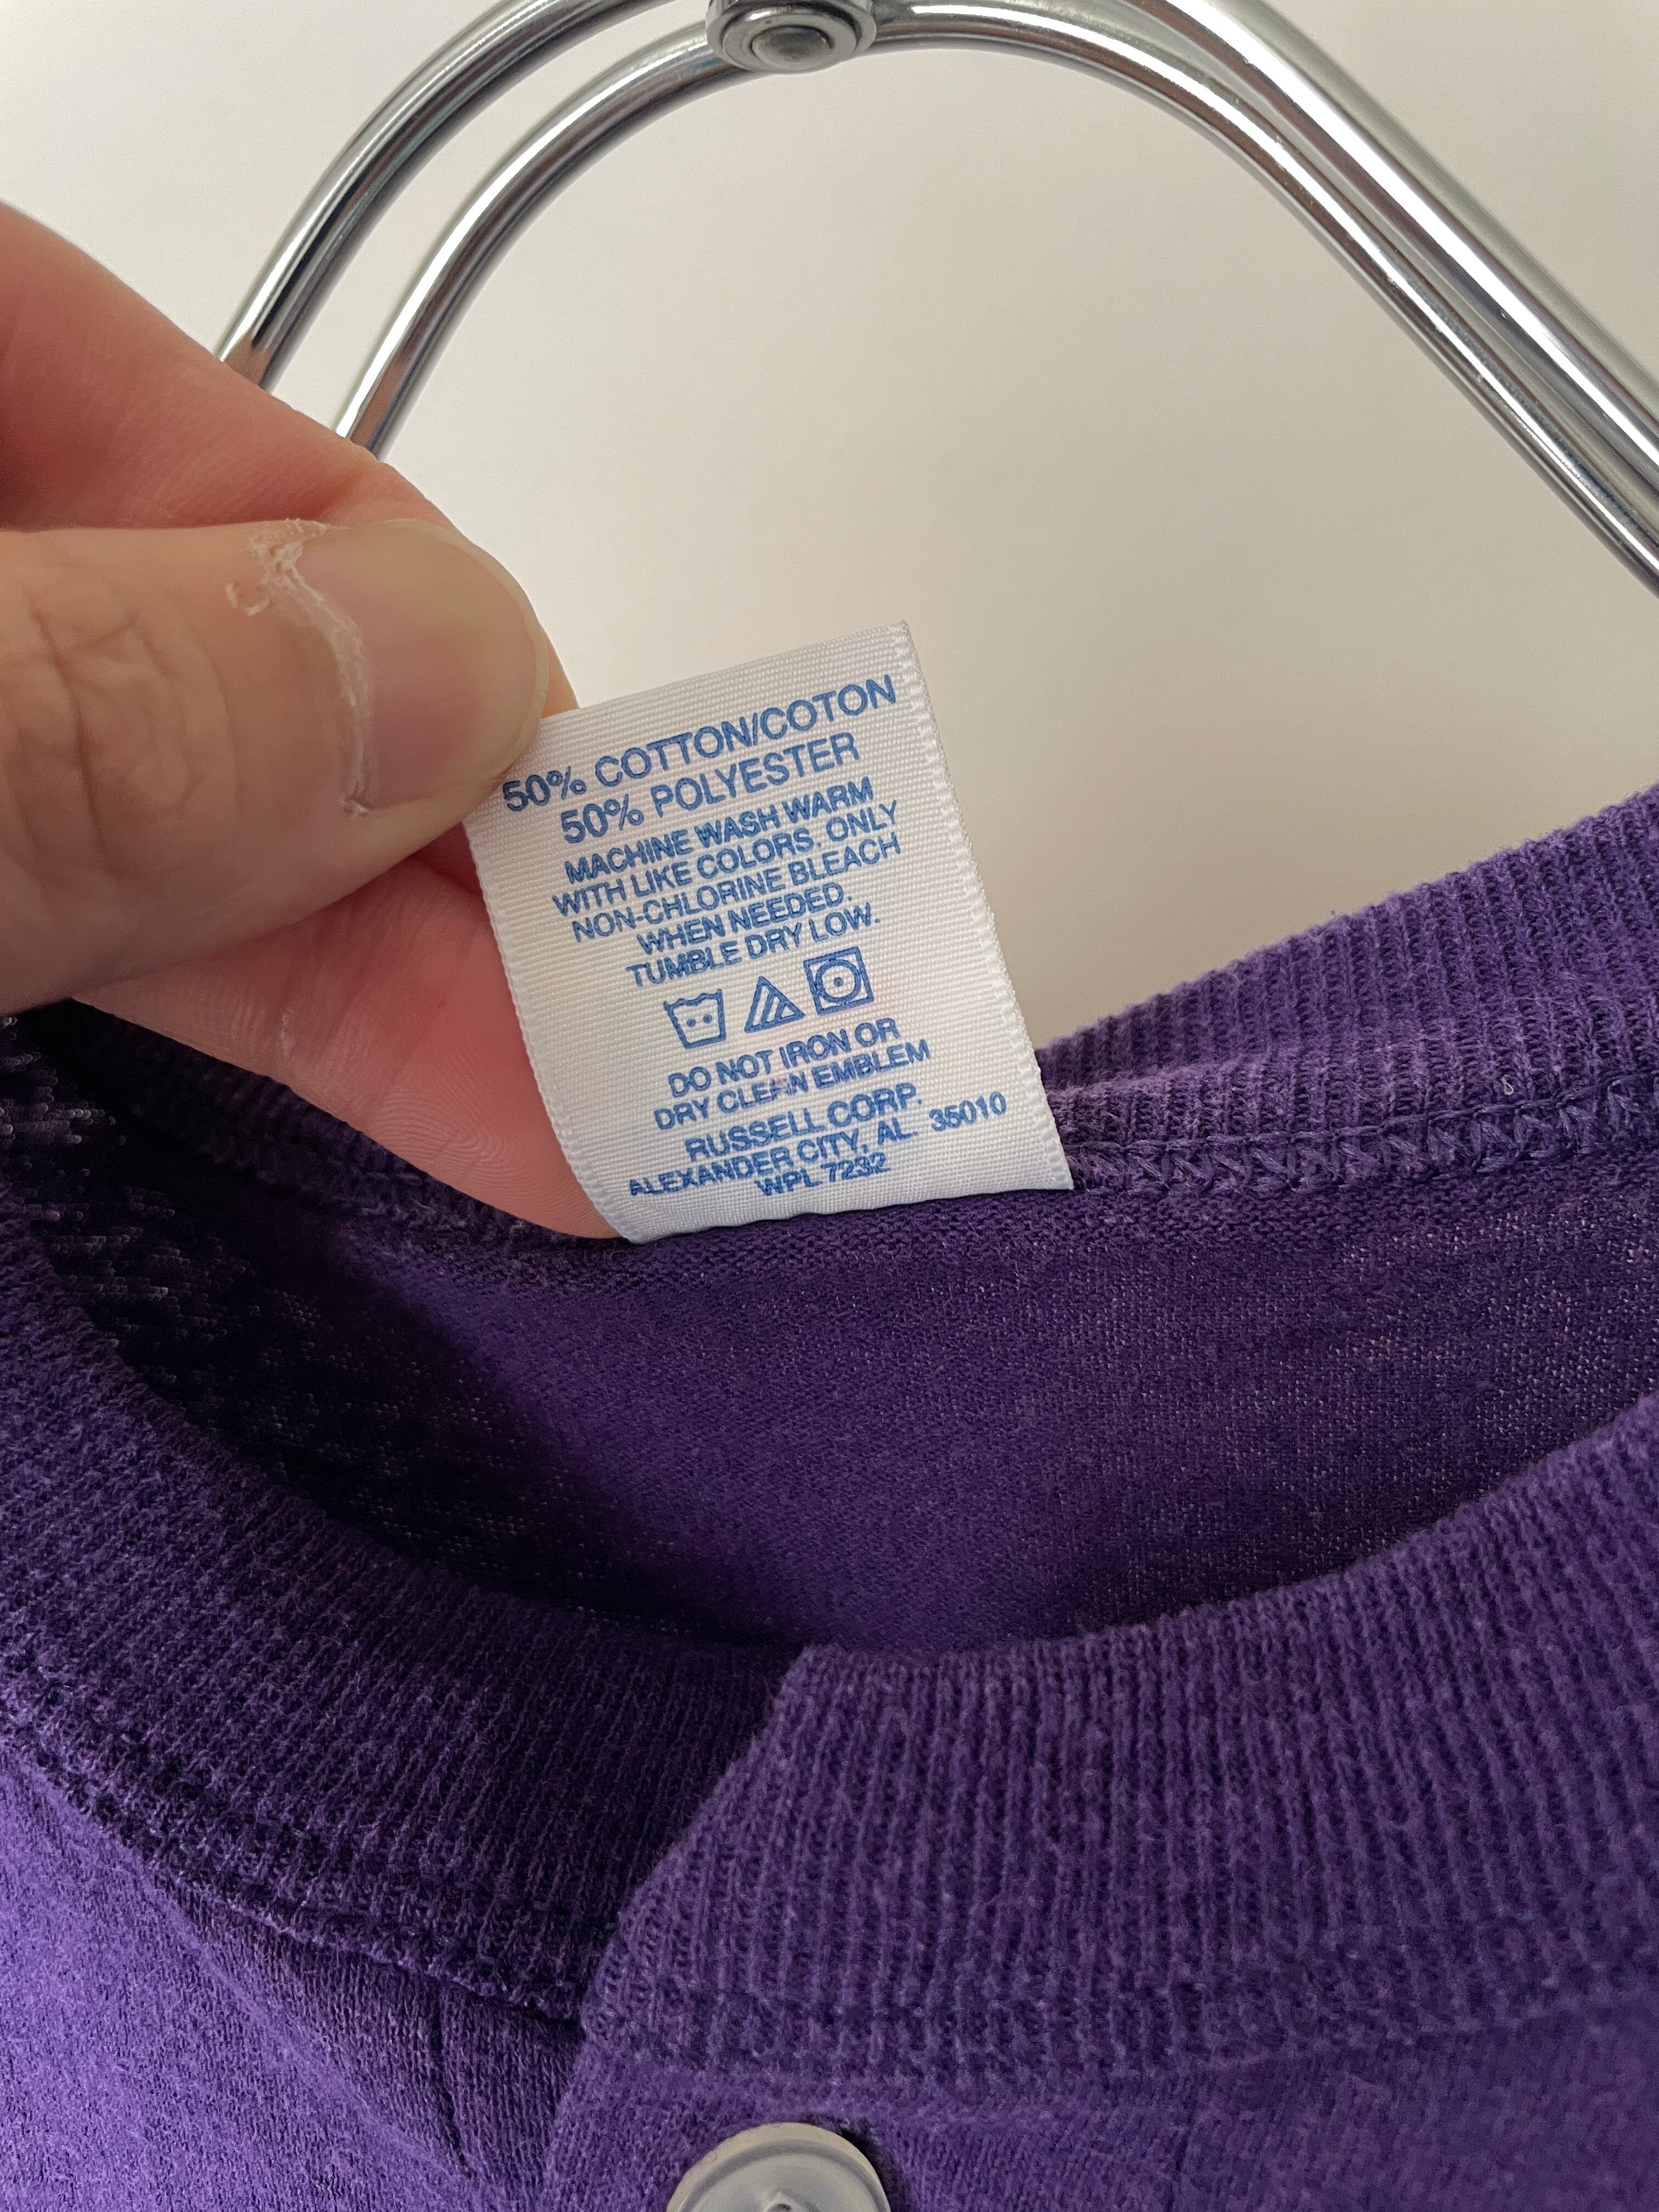 50% COTTON/COTON
50% POLYESTER
MACHINE WASH WARM
WITH LIKE COLORS. ONLY
NON-CHLORINE BLEACH
WHEN NEEDED.
TUMBLE DRY LOW.
DO NOT IRON OR
DRY CLEAN EMBLEM
RUSSELL CORP.
ALEXANDER CITY, AL. 35010
WPL 7232